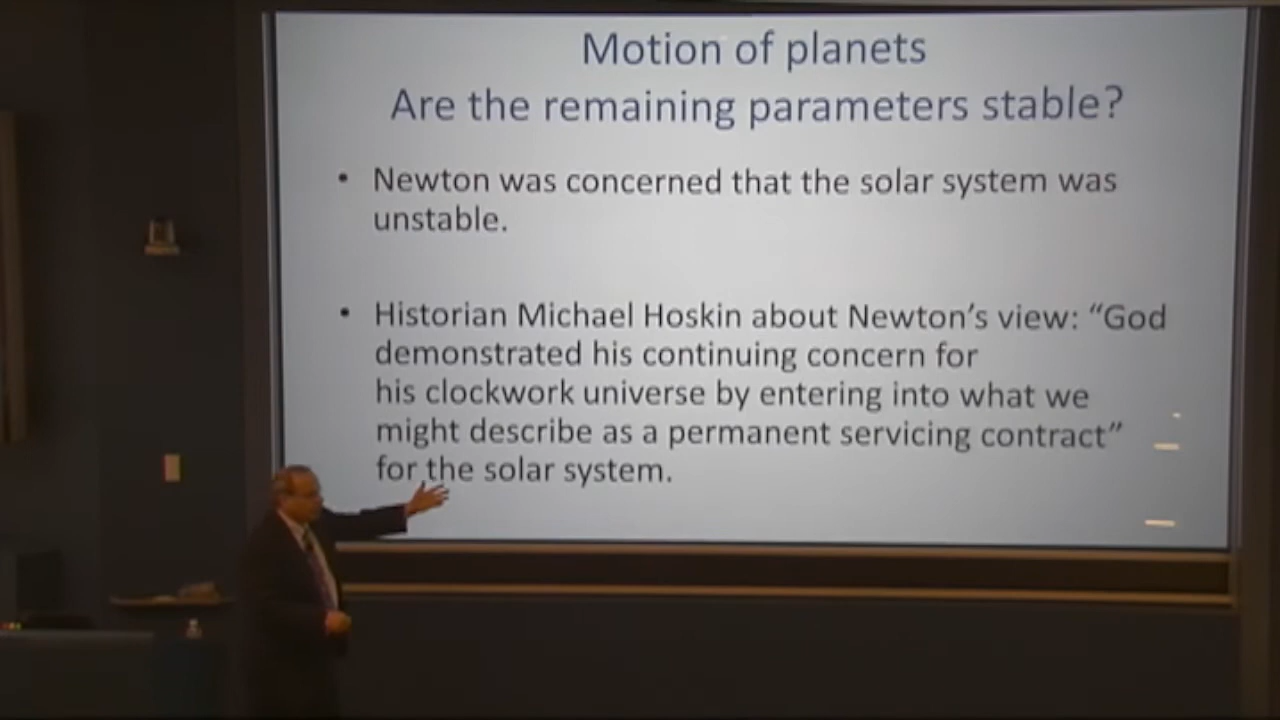 Motion of planets
Are the remaining parameters stable?
• Newton was concerned that the solar system was
unstable.
• Historian Michael Hoskin about Newton's view: “God
demonstrated his continuing concern for
his clockwork universe by entering into what we
might describe as a permanent servicing contract”
for the solar system.